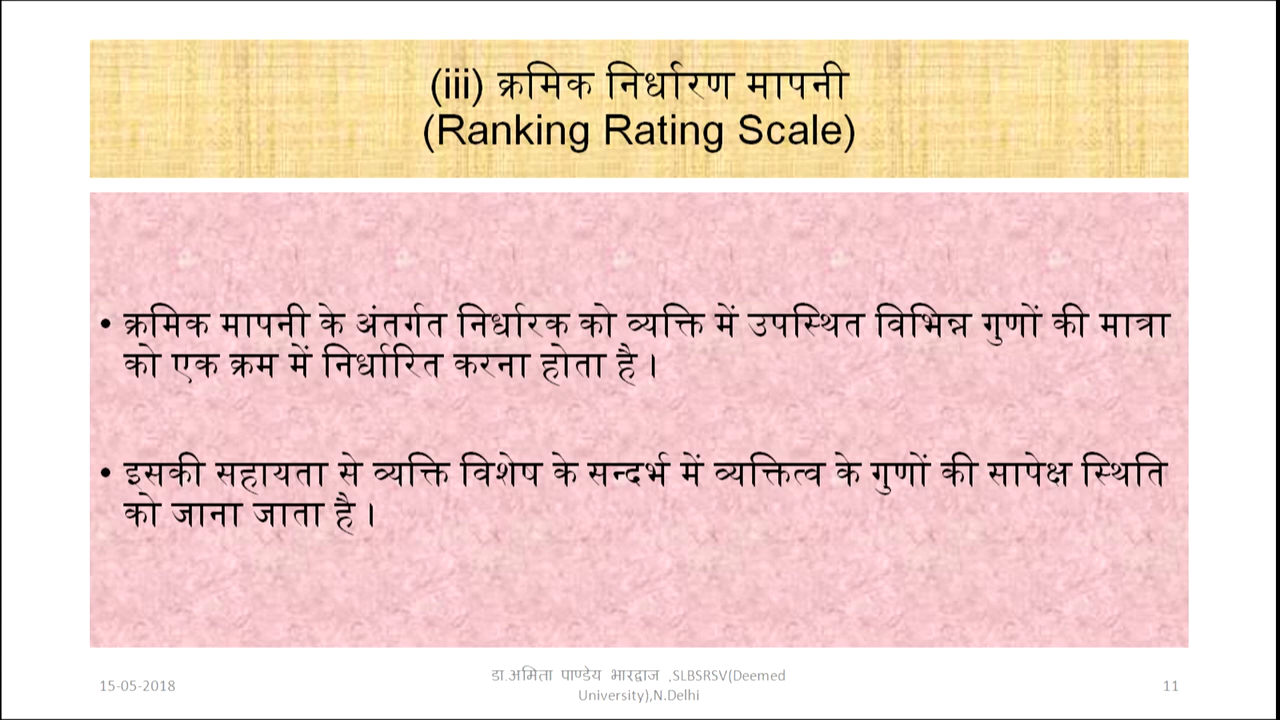 (iii) क्रमिक निर्धारण मापनी
(Ranking Rating Scale)
• क्रमिक मापनी के अंतर्गत निर्धारक को व्यक्ति में उपस्थित विभिन्न गुणों की मात्रा
को एक क्रम में निर्धारित करना होता है ।
• इसकी सहायता से व्यक्ति विशेष के सन्दर्भ में व्यक्तित्व के गुणों की सापेक्ष स्थिति
को जाना जाता है ।
15-05-2018
डा.अमिता पाण्डेय भारद्वाज ,SLBSRSV(Deemed
University),N.Delhi
11